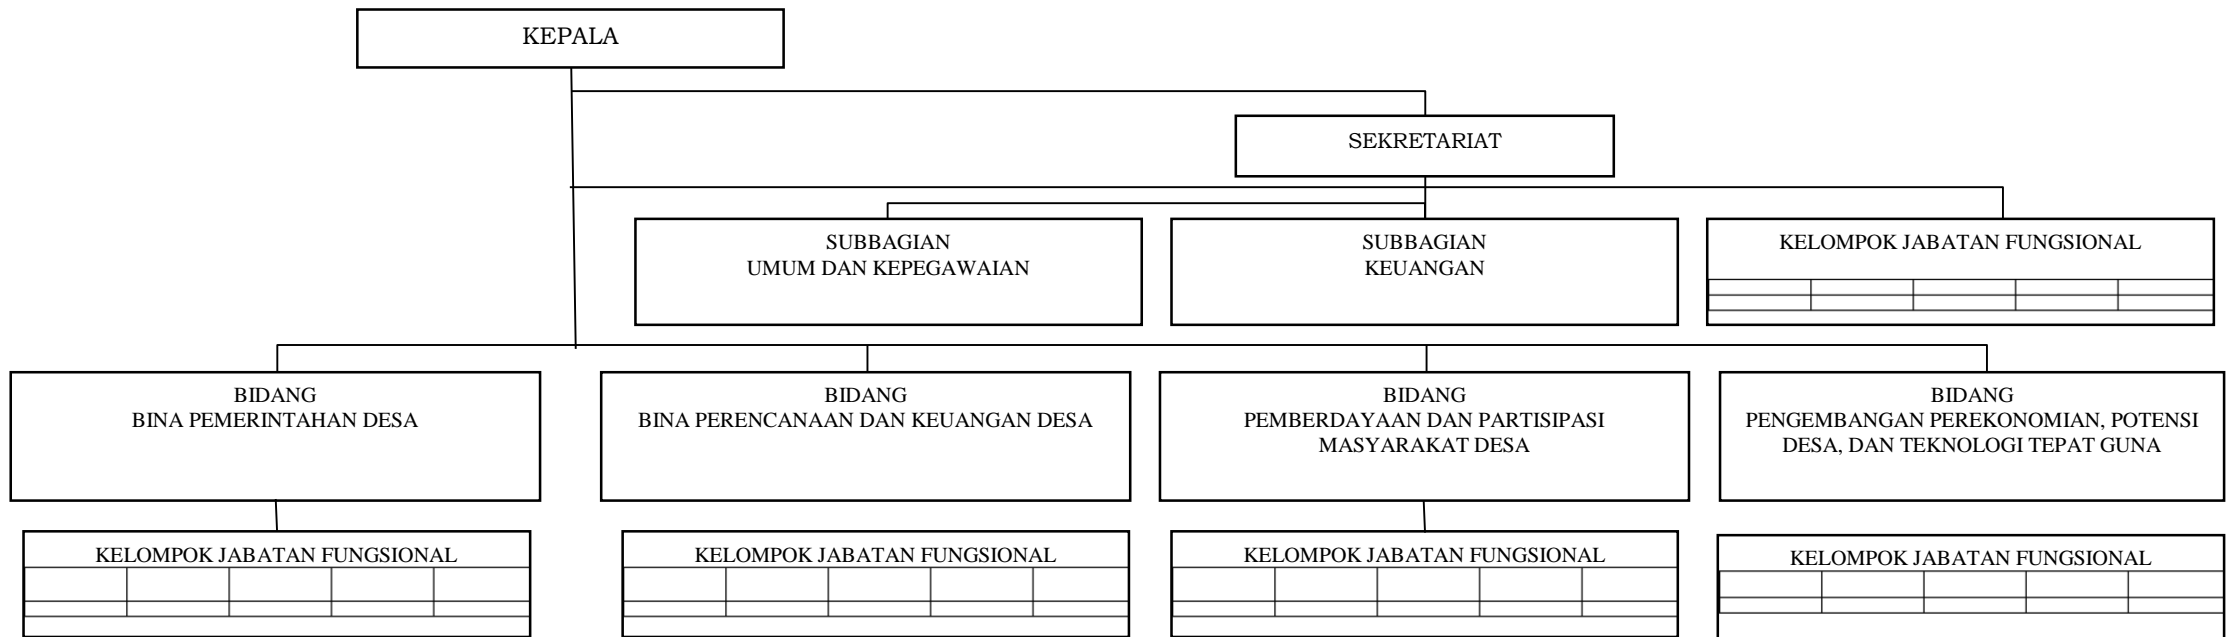 KEPALA
SEKRETARIAT
SUBBAGIAN
UMUM DAN KEPEGAWAIAN
SUBBAGIAN
KEUANGAN
KELOMPOK JABATAN FUNGSIONAL
BIDANG
BINA PEMERINTAHAN DESA
BIDANG
BINA PERENCANAAN DAN KEUANGAN DESA
BIDANG
PEMBERDAYAAN DAN PARTISIPASI
MASYARAKAT DESA
BIDANG
PENGEMBANGAN PEREKONOMIAN, POTENSI
DESA, DAN TEKNOLOGI TEPAT GUNA
KELOMPOK JABATAN FUNGSIONAL
KELOMPOK JABATAN FUNGSIONAL
KELOMPOK JABATAN FUNGSIONAL
KELOMPOK JABATAN FUNGSIONAL